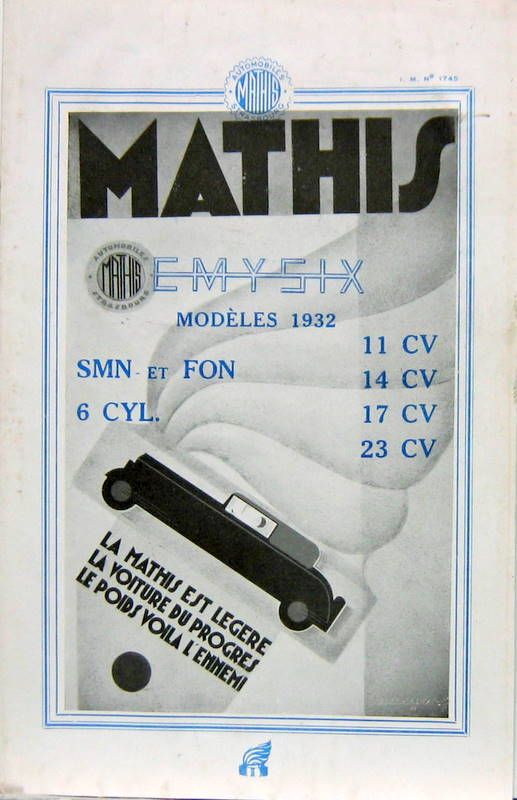 AUTOMOBILES
MATHIS
STRASBOURG
I. M. Nº 1745
MATHIS
AUTOMOBILES
MATHIS
STRASBOURG
EMYSIX
MODÈLES 1932
SMN - ET FON
6 CYL.
11 CV
14 CV
17 CV
23 CV
LA MATHIS EST LEGERE
LA VOITURE DU PROGRES
LE POIDS VOILA L'ENNEMI